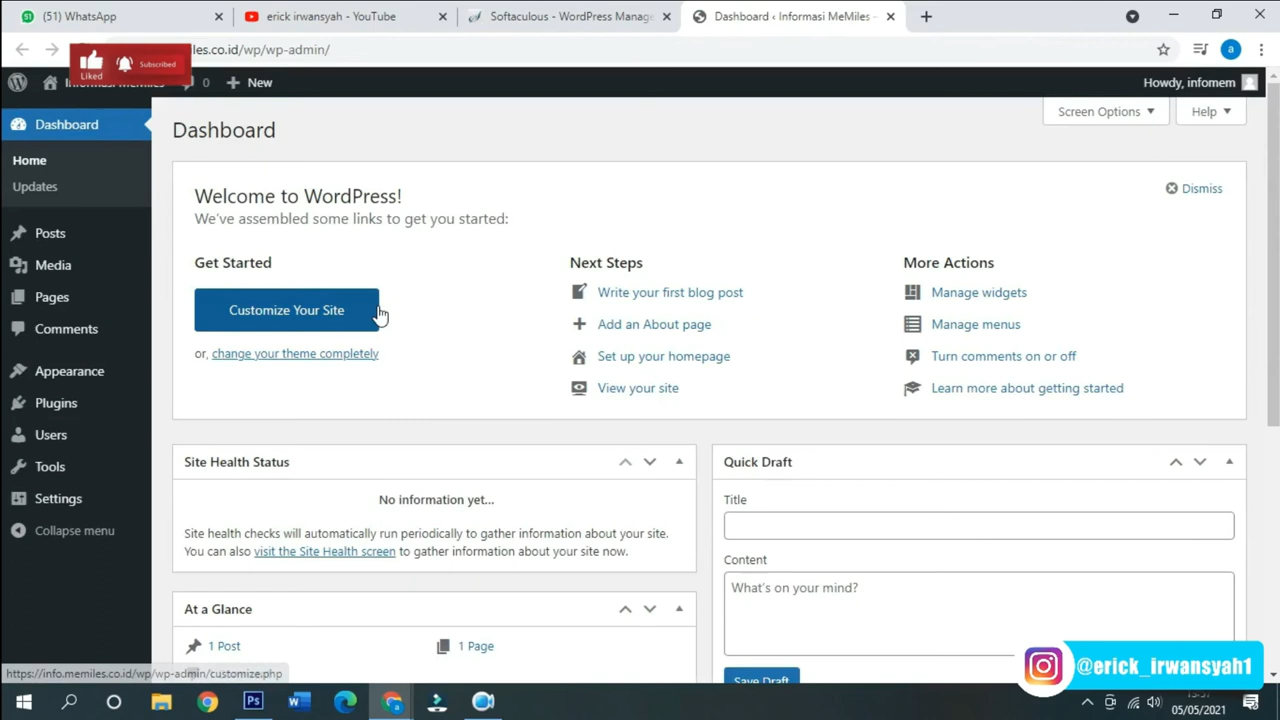 (51) WhatsApp
erick irwansyah - YouTube
Softaculous - WordPress Manage
Dashboard ‹ Informasi MeMiles –
les.co.id/wp/wp-admin/
Liked
Subscribed
0
New
Howdy, infomem
Dashboard
Home
Updates
Posts
Media
Pages
Comments
Appearance
Plugins
Users
Tools
Settings
Collapse menu
Screen Options
Help
Dashboard
Welcome to WordPress!
Dismiss
We've assembled some links to get you started:
Get Started
Customize Your Site
or, change your theme completely
Next Steps
Write your first blog post
Add an About page
Set up your homepage
View your site
More Actions
Manage widgets
Manage menus
Turn comments on or off
Learn more about getting started
Site Health Status
No information yet...
Site health checks will automatically run periodically to gather information about your site.
You can also visit the Site Health screen to gather information about your site now.
At a Glance
1 Post
1 Page
Quick Draft
Title
Content
What's on your mind?
Save Draft
https://info.memiles.co.id/wp/wp-admin/customize.php
@erick_irwansyah1
05/05/2021